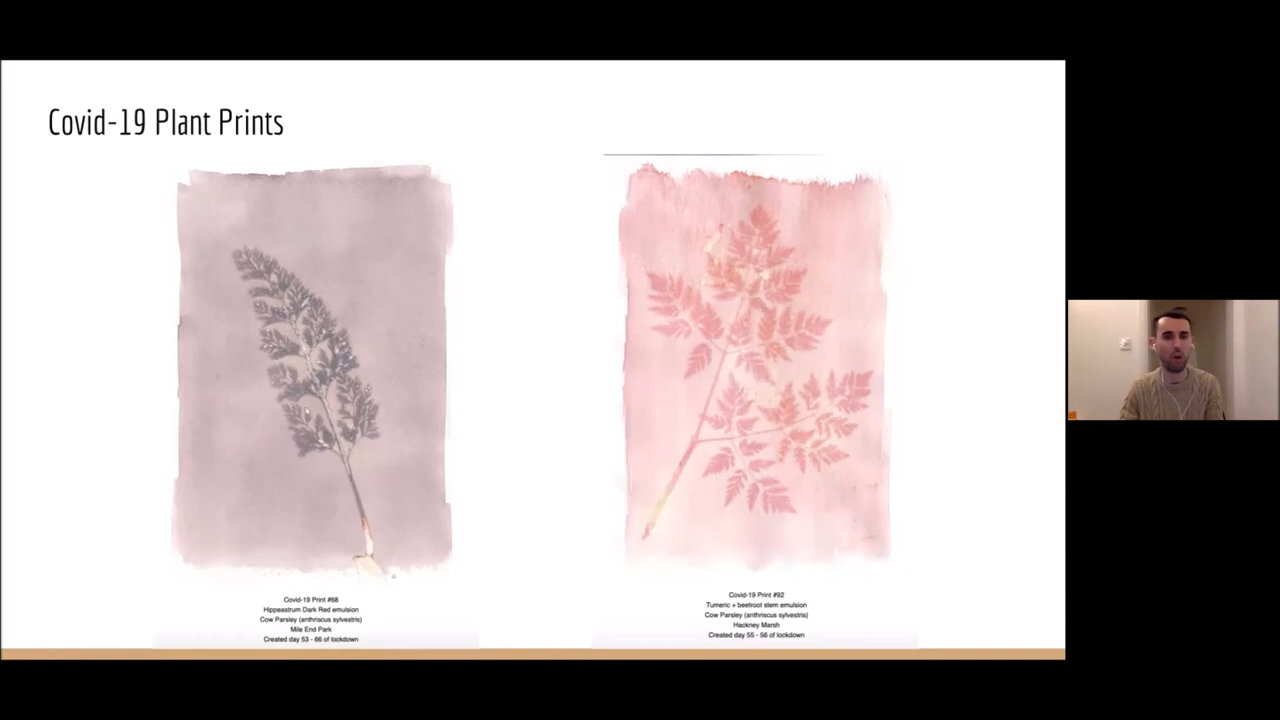 Covid-19 Plant Prints
Covid-19 Print #68
Hippeastrum Dark Red emulsion
Cow Parsley (anthriscus sylvestris)
Mile End Park
Created day 53 - 66 of lockdown
Covid-19 Print #92
Tumeric + beetroot stem emulsion
Cow Parsley (anthriscus sylvestris)
Hackney Marsh
Created day 55 - 56 of lockdown